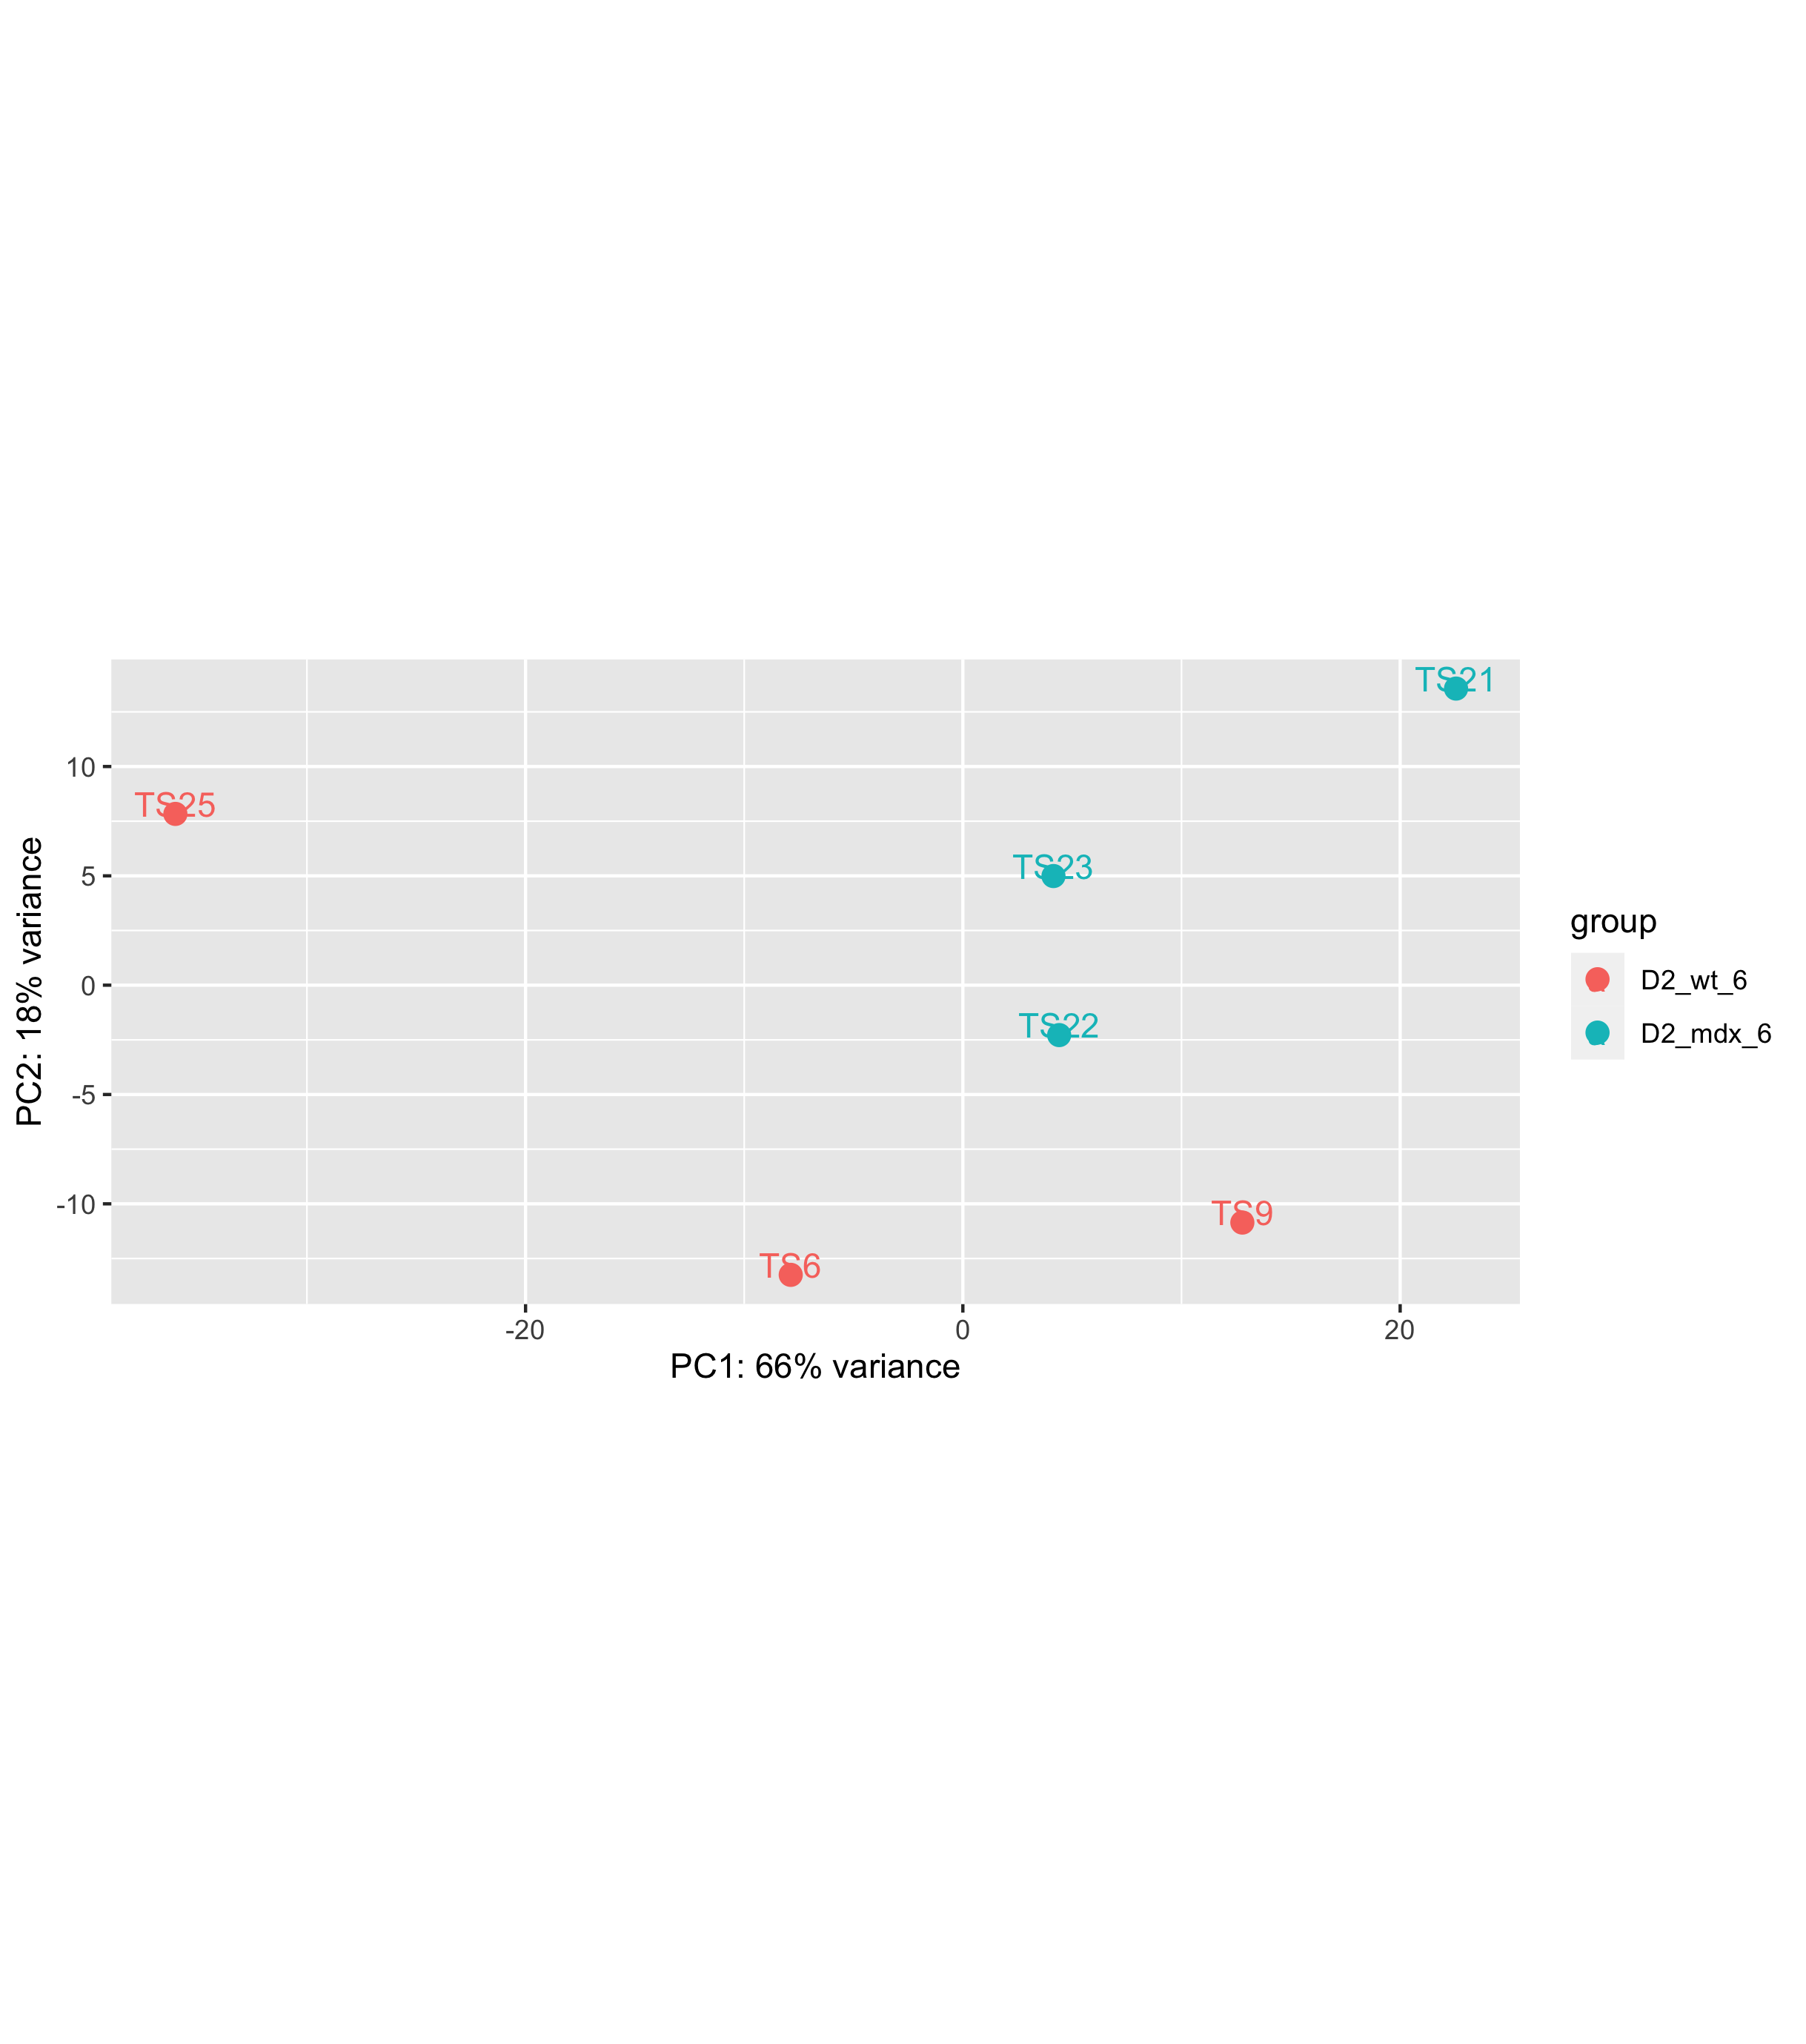 TS21
10
TS25
TS23
5
0
TS22
-5
-10
TS9
TS6
-20
0
20
PC1: 66% variance
PC2: 18% variance
group
D2_wt_6
D2_mdx_6